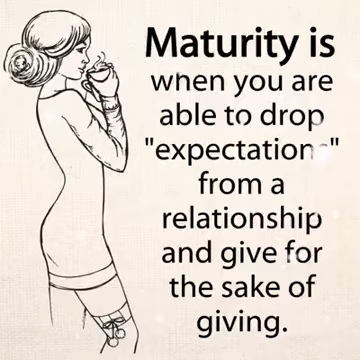 Maturity is
when you are
able to drop
"expectations"
from a
relationship
and give for
the sake of
giving.